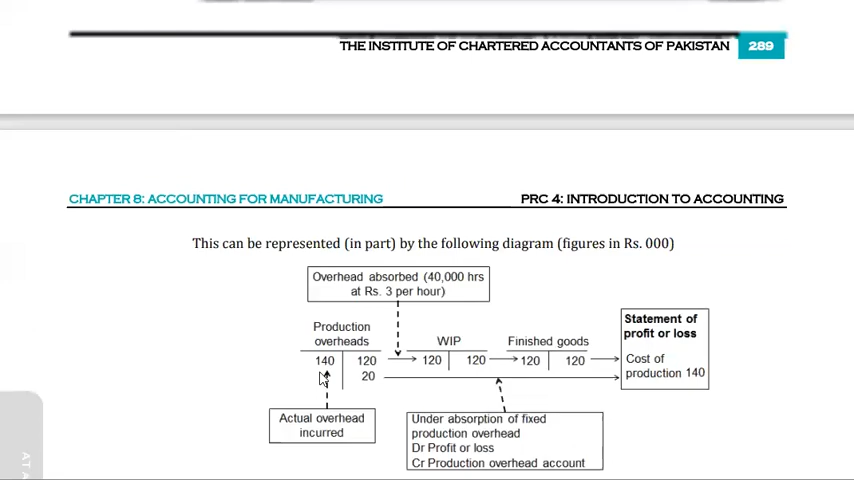 THE INSTITUTE OF CHARTERED ACCOUNTANTS OF PAKISTAN 289
CHAPTER 8: ACCOUNTING FOR MANUFACTURING PRC 4: INTRODUCTION TO ACCOUNTING
This can be represented (in part) by the following diagram (figures in Rs. 000)
Overhead absorbed (40,000 hrs
at Rs. 3 per hour)
Production
overheads
140 120
20
WIP
120 120
Finished goods
120 120
Statement of
profit or loss
Cost of
production 140
Actual overhead
incurred
Under absorption of fixed
production overhead
Dr Profit or loss
Cr Production overhead account
AT A